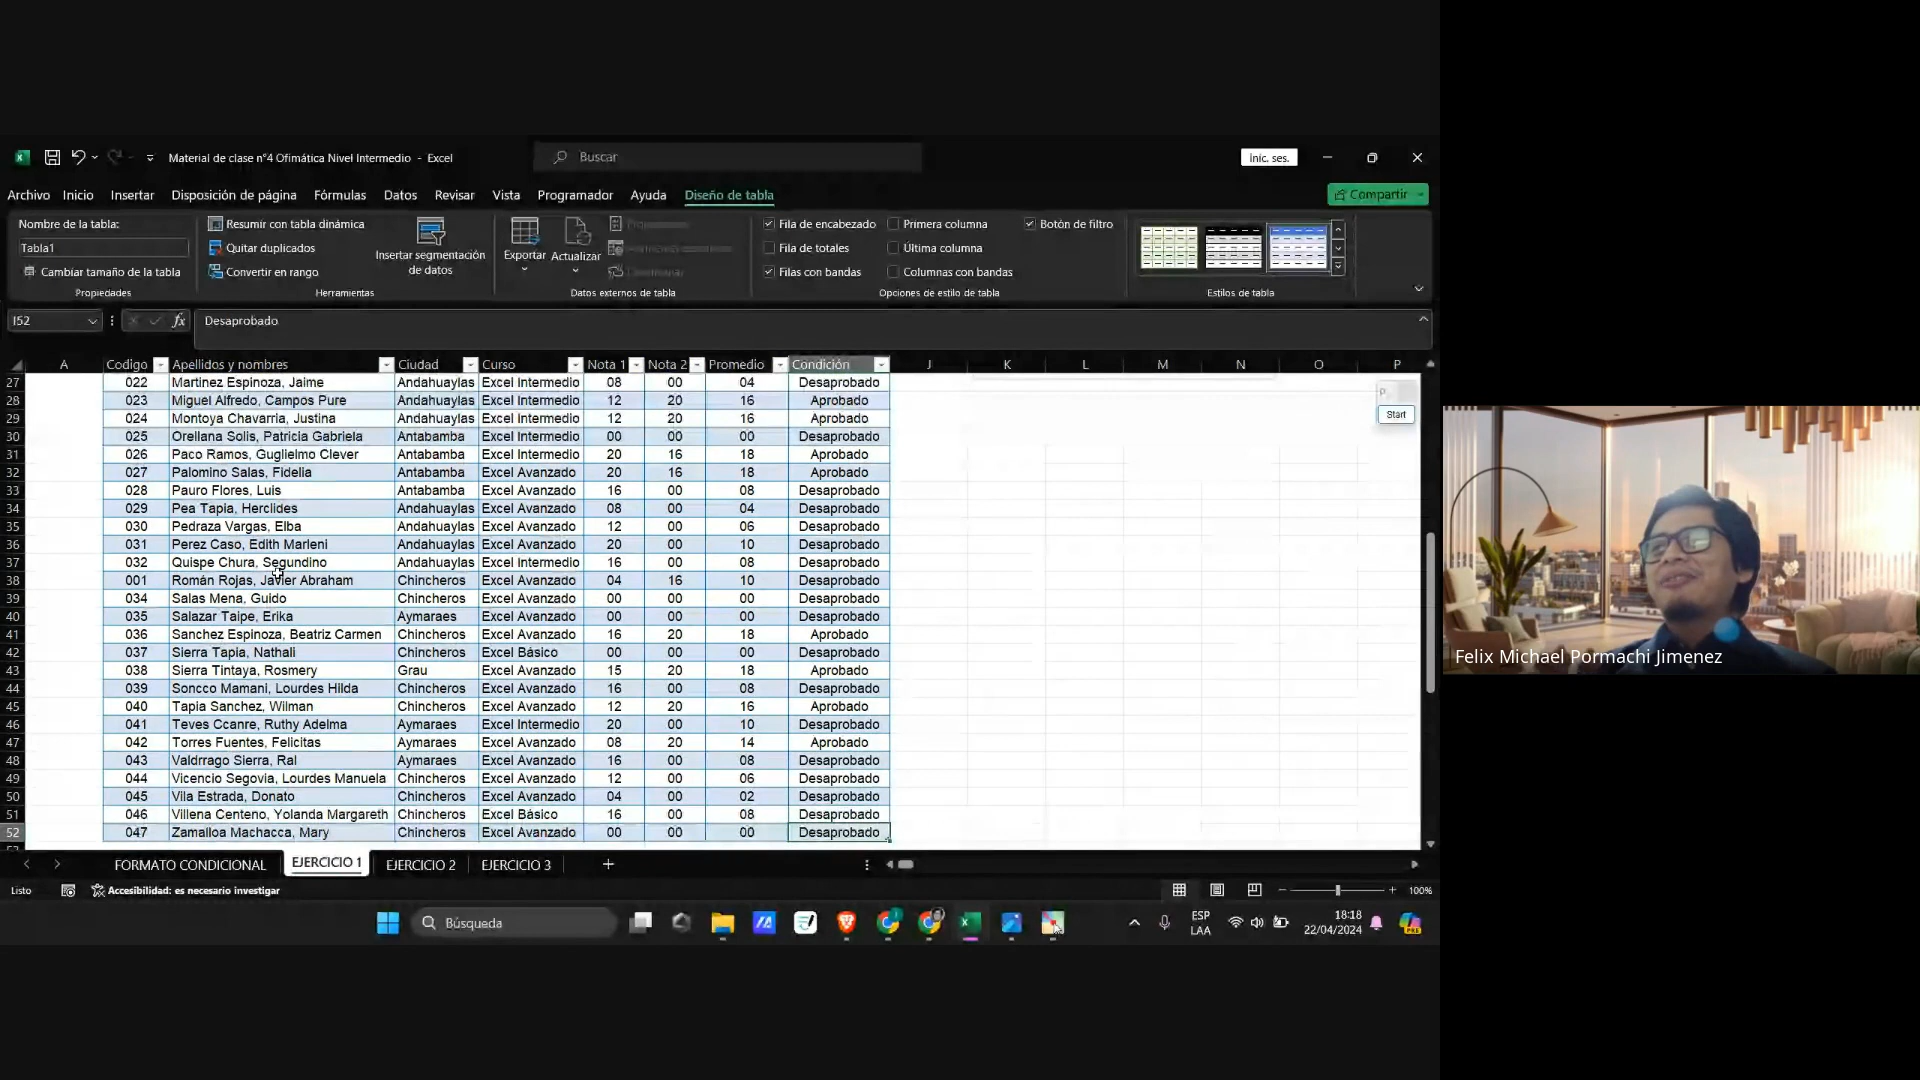 Material de clase n°4 Ofimática Nivel Intermedio - Excel
Buscar
Inic. ses.
Archivo Inicio Insertar Disposición de página Fórmulas Datos Revisar Vista Programador Ayuda Diseño de tabla
Compartir
Nombre de la tabla:
Tabla1
Cambiar tamaño de la tabla
Propiedades
Resumir con tabla dinámica
Quitar duplicados
Convertir en rango
Insertar segmentación
de datos
Herramientas
Exportar
Actualizar
Datos externos de tabla
Fila de encabezado
Primera columna
Botón de filtro
Fila de totales
Última columna
Filas con bandas
Columnas con bandas
Opciones de estilo de tabla
Estilos de tabla
I52
fx
Desaprobado
A Codigo Apellidos y nombres Ciudad Curso Nota 1 Nota 2 Promedio Condición J K L M N O P
27 022 Martinez Espinoza, Jaime Andahuaylas Excel Intermedio 08 00 04 Desaprobado
28 023 Miguel Alfredo, Campos Pure Andahuaylas Excel Intermedio 12 20 16 Aprobado
29 024 Montoya Chavarria, Justina Andahuaylas Excel Intermedio 12 20 16 Aprobado
30 025 Orellana Solis, Patricia Gabriela Antabamba Excel Intermedio 00 00 00 Desaprobado
31 026 Paco Ramos, Guglielmo Clever Antabamba Excel Intermedio 20 16 18 Aprobado
32 027 Palomino Salas, Fidelia Antabamba Excel Avanzado 20 16 18 Aprobado
33 028 Pauro Flores, Luis Antabamba Excel Avanzado 16 00 08 Desaprobado
34 029 Pea Tapia, Herclides Andahuaylas Excel Avanzado 08 00 04 Desaprobado
35 030 Pedraza Vargas, Elba Andahuaylas Excel Avanzado 12 00 06 Desaprobado
36 031 Perez Caso, Edith Marleni Andahuaylas Excel Avanzado 20 00 10 Desaprobado
37 032 Quispe Chura, Segundino Andahuaylas Excel Intermedio 16 00 08 Desaprobado
38 001 Román Rojas, Javier Abraham Chincheros Excel Avanzado 04 16 10 Desaprobado
39 034 Salas Mena, Guido Chincheros Excel Avanzado 00 00 00 Desaprobado
40 035 Salazar Taipe, Erika Aymaraes Excel Avanzado 00 00 00 Desaprobado
41 036 Sanchez Espinoza, Beatriz Carmen Chincheros Excel Avanzado 16 20 18 Aprobado
42 037 Sierra Tapia, Nathali Chincheros Excel Básico 00 00 00 Desaprobado
43 038 Sierra Tintaya, Rosmery Grau Excel Avanzado 15 20 18 Aprobado
44 039 Soncco Mamani, Lourdes Hilda Chincheros Excel Avanzado 16 00 08 Desaprobado
45 040 Tapia Sanchez, Wilman Chincheros Excel Avanzado 12 20 16 Aprobado
46 041 Teves Ccanre, Ruthy Adelma Aymaraes Excel Intermedio 20 00 10 Desaprobado
47 042 Torres Fuentes, Felicitas Aymaraes Excel Avanzado 08 20 14 Aprobado
48 043 Valdrrago Sierra, Ral Aymaraes Excel Avanzado 16 00 08 Desaprobado
49 044 Vicencio Segovia, Lourdes Manuela Chincheros Excel Avanzado 12 00 06 Desaprobado
50 045 Vila Estrada, Donato Chincheros Excel Avanzado 04 00 02 Desaprobado
51 046 Villena Centeno, Yolanda Margareth Chincheros Excel Básico 16 00 08 Desaprobado
52 047 Zamalloa Machacca, Mary Chincheros Excel Avanzado 00 00 00 Desaprobado
Start
Felix Michael Pormachi Jimenez
FORMATO CONDICIONAL EJERCICIO 1 EJERCICIO 2 EJERCICIO 3
Listo
Accesibilidad: es necesario investigar
100%
Búsqueda
ESP
LAA
18:18
22/04/2024